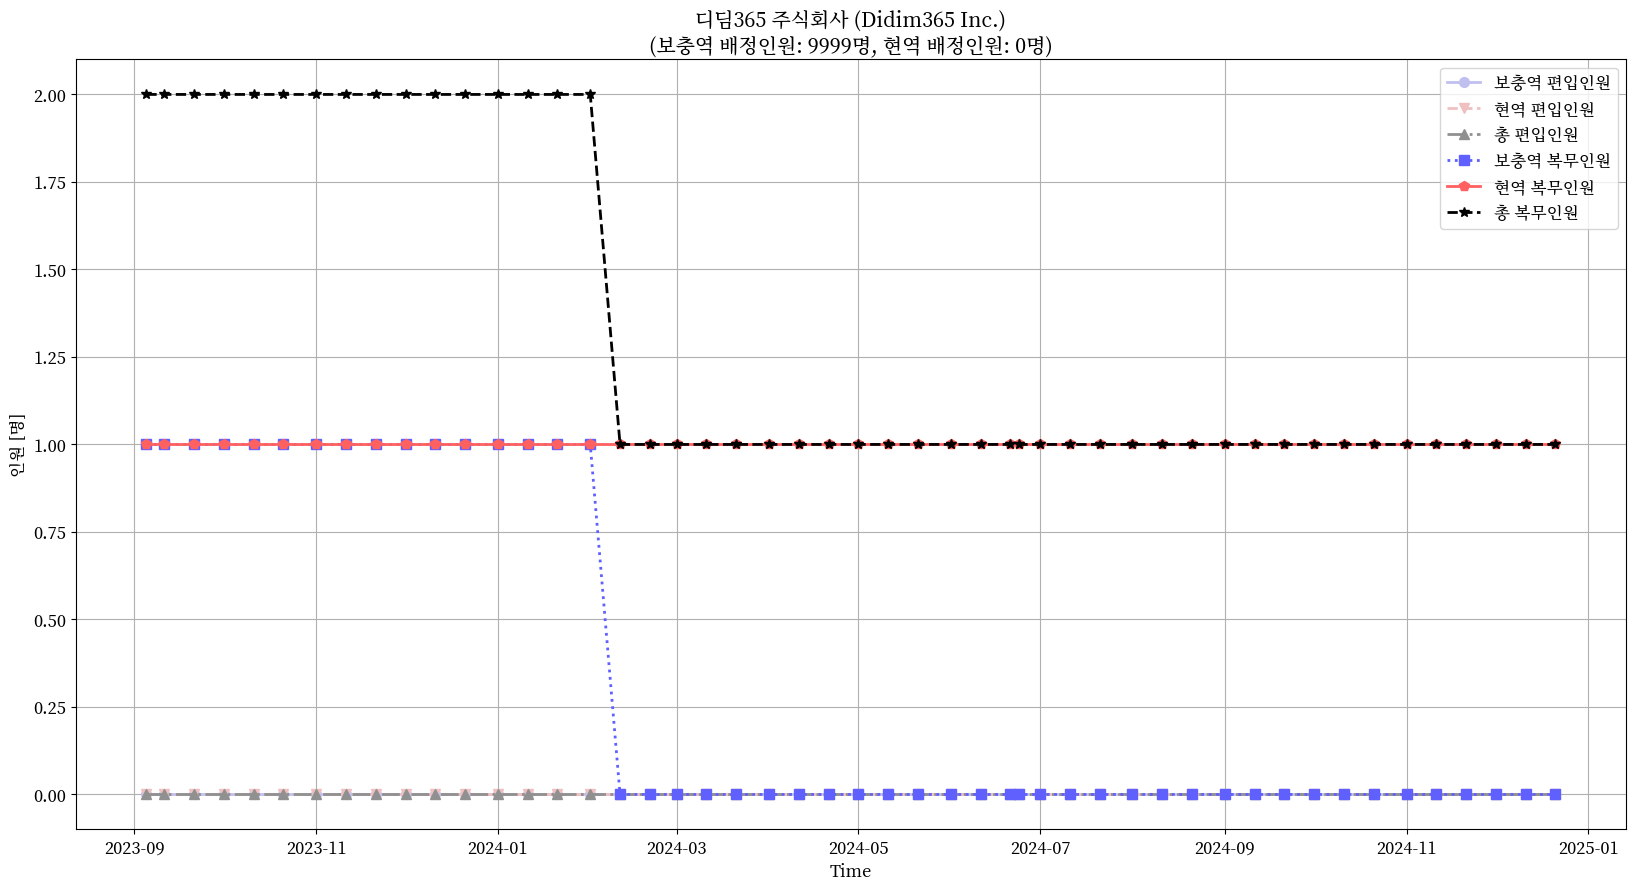 디딤365 주식회사 (Didim365 Inc.)
(보충역 배정인원: 9999명, 현역 배정인원: 0명)
보충역 편입인원
현역 편입인원
총 편입인원
보충역 복무인원
현역 복무인원
총 복무인원
2.00
1.75
1.50
1.25
1.00
0.75
0.50
0.25
0.00
인원 [명]
2023-09 2023-11 2024-01 2024-03 2024-05 2024-07 2024-09 2024-11 2025-01
Time